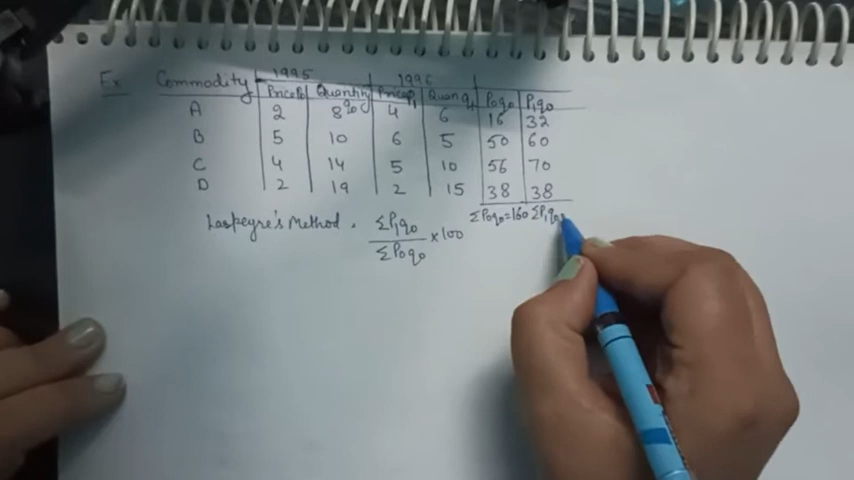 1995 1996
Ex Commodity Price P0 Quantity q0 Price P1 Quan q1 P0q0 P1q0
A 2 8 4 6 16 32
B 5 10 6 5 50 60
C 4 14 5 10 56 70
D 2 19 2 15 38 38
ΣP0q0=160 ΣP1q0
Laspeyre's Method = ΣP1q0 / ΣP0q0 × 100